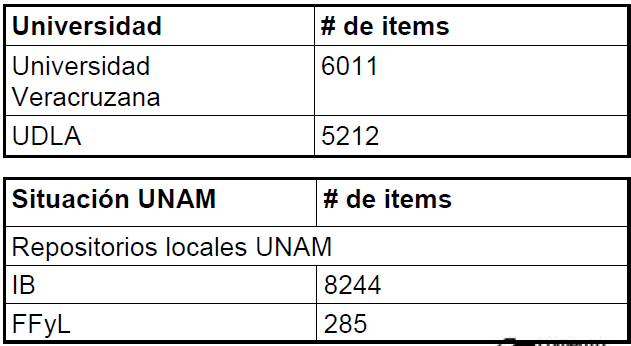 Universidad # de items
Universidad
Veracruzana 6011
UDLA 5212
Situación UNAM # de items
Repositorios locales UNAM
IB 8244
FFyL 285